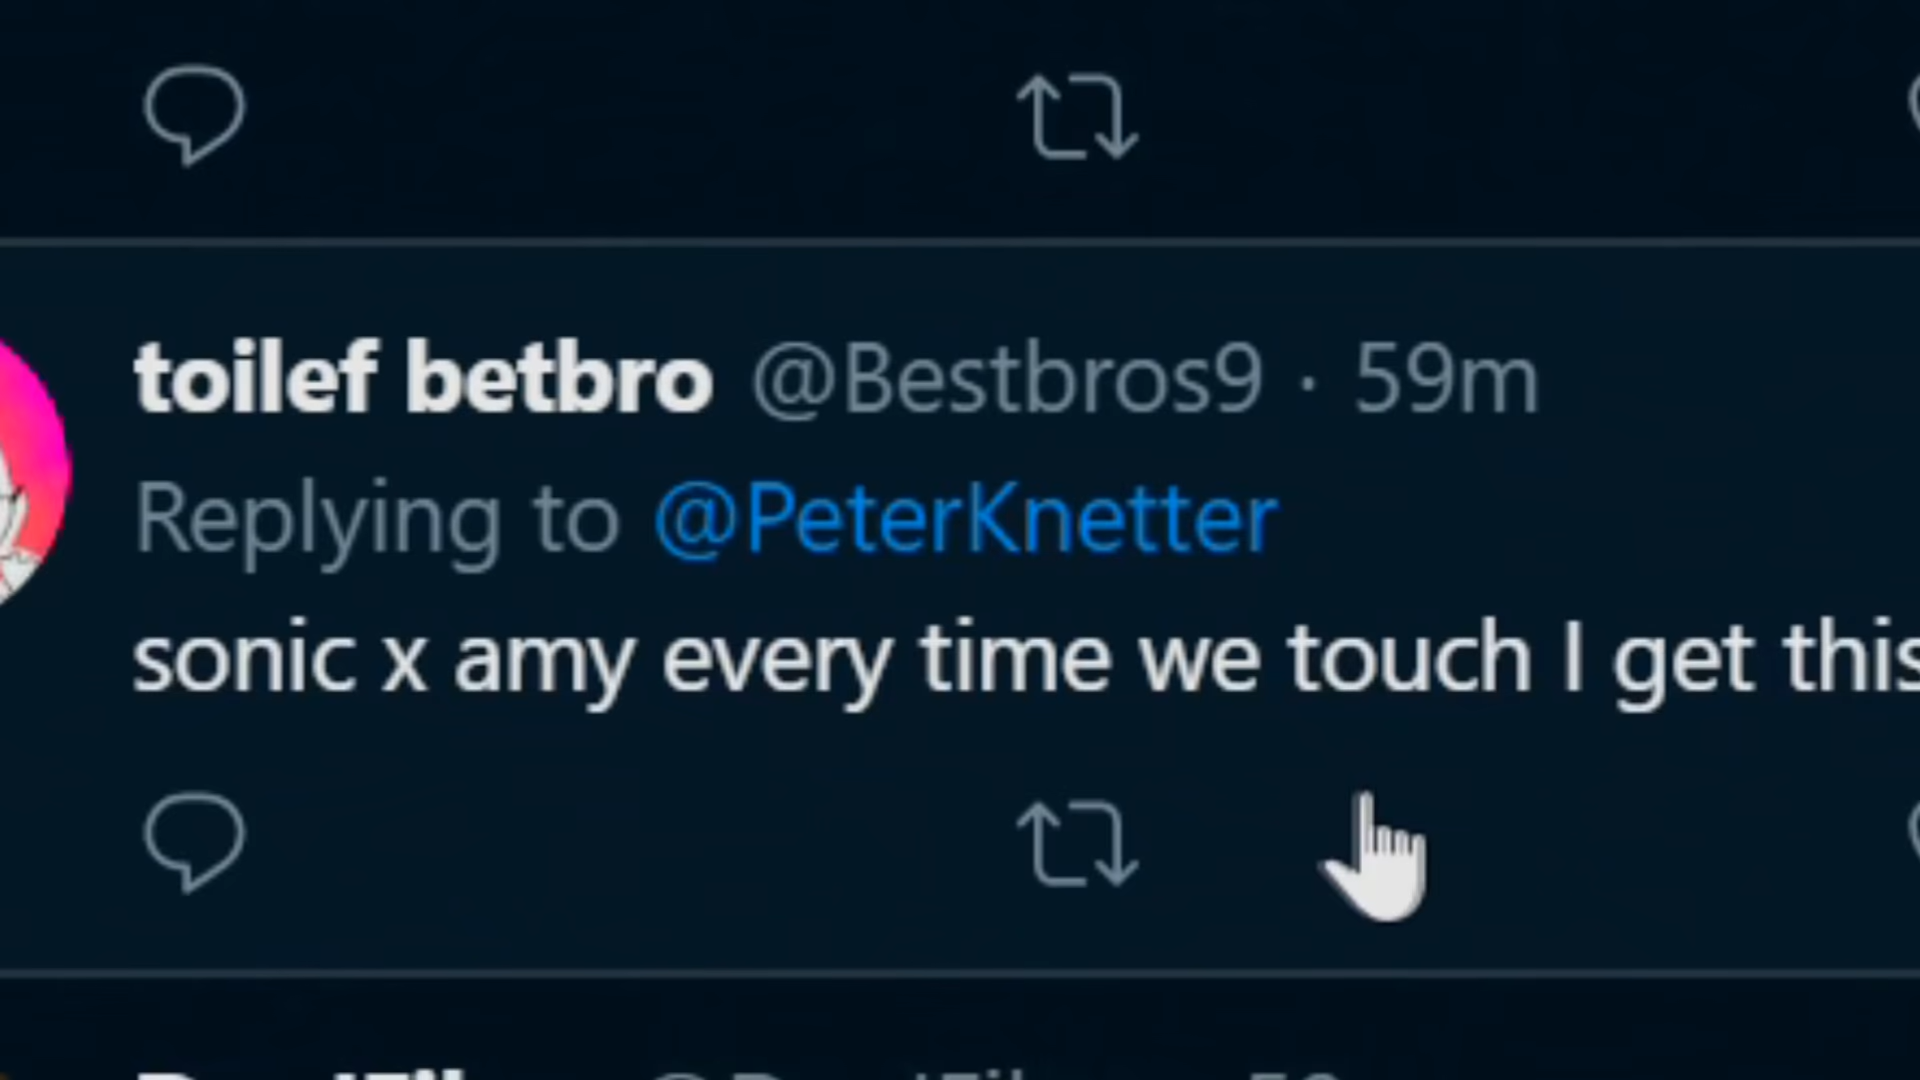 toilef betbro @Bestbros9 · 59m
Replying to @PeterKnetter
sonic x amy every time we touch I get this